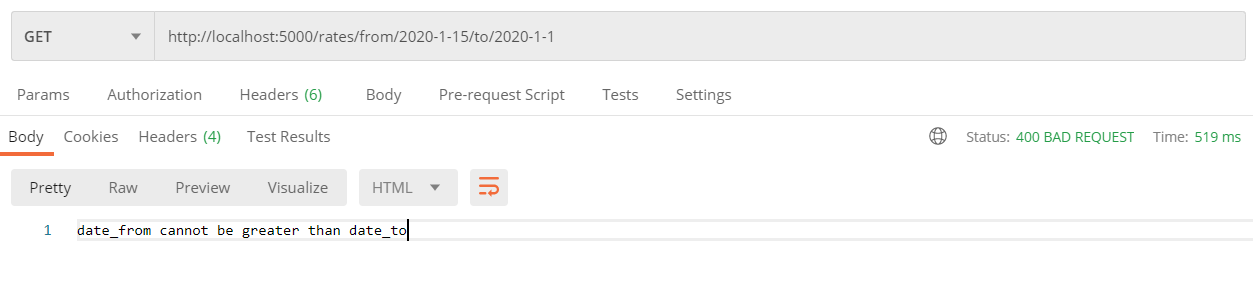 GET http://localhost:5000/rates/from/2020-1-15/to/2020-1-1
Params Authorization Headers (6) Body Pre-request Script Tests Settings
Body Cookies Headers (4) Test Results Status: 400 BAD REQUEST Time: 519 ms
Pretty Raw Preview Visualize HTML
1 date_from cannot be greater than date_to